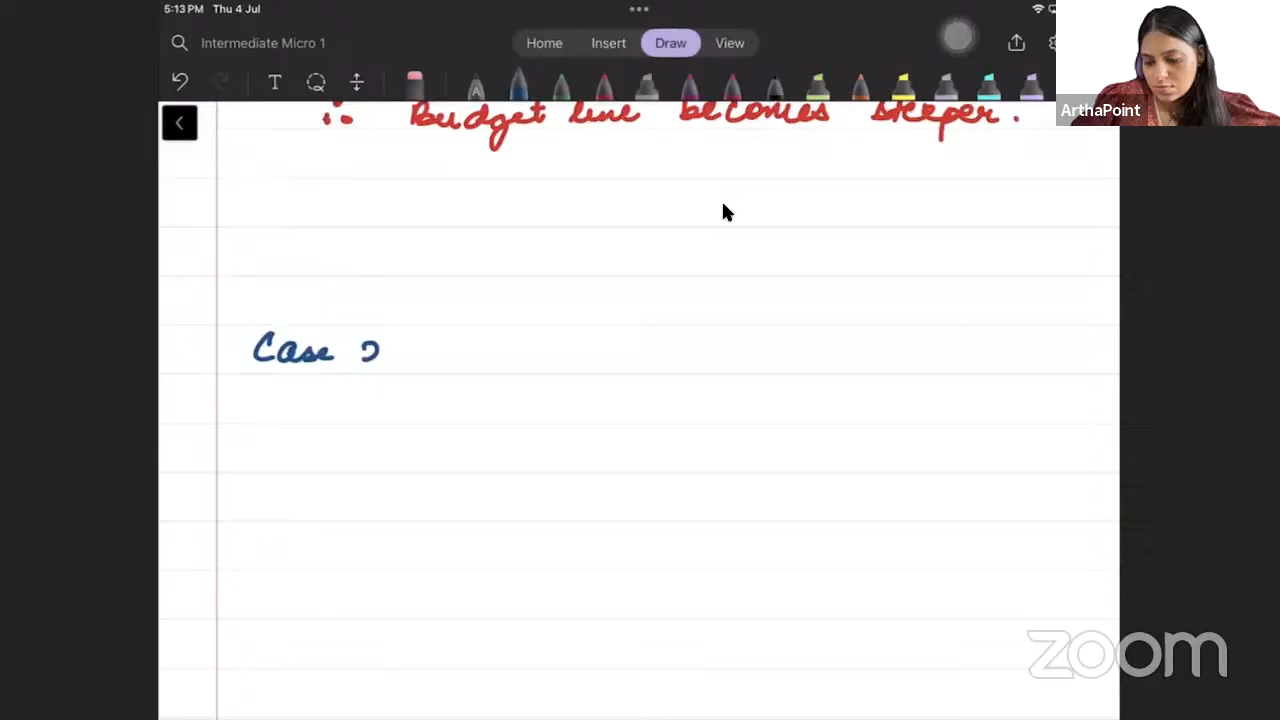 5:13 PM Thu 4 Jul
Intermediate Micro 1
Home Insert Draw View
T
A
ArthaPoint
∴ Budget line becomes steeper.
Case
zoom